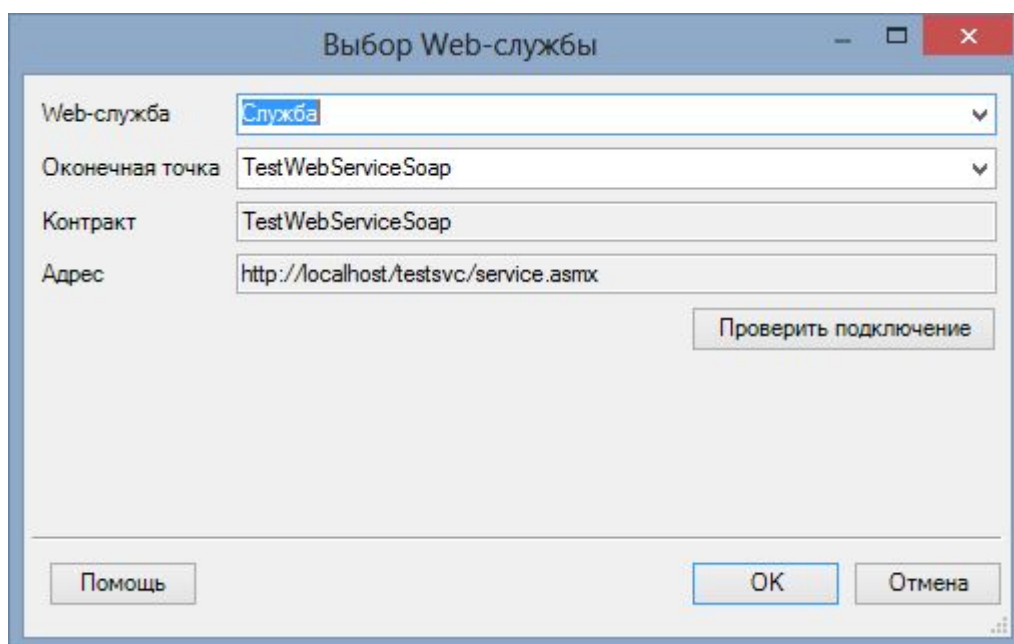 Выбор Web-службы
Web-служба Служба
Оконечная точка TestWebServiceSoap
Контракт TestWebServiceSoap
Адрес http://localhost/testsvc/service.asmx
Проверить подключение
Помощь OK Отмена